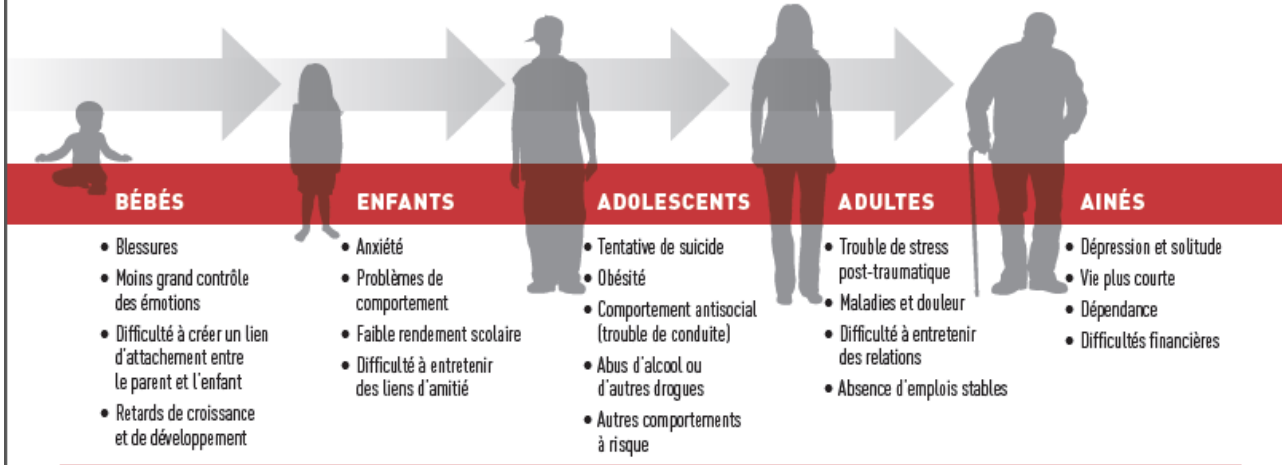 BÉBÉS
• Blessures
• Moins grand contrôle
des émotions
• Difficulté à créer un lien
d'attachement entre
le parent et l'enfant
• Retards de croissance
et de développement
ENFANTS
• Anxiété
• Problèmes de
comportement
• Faible rendement scolaire
• Difficulté à entretenir
des liens d'amitié
ADOLESCENTS
• Tentative de suicide
• Obésité
• Comportement antisocial
(trouble de conduite)
• Abus d'alcool ou
d'autres drogues
• Autres comportements
à risque
ADULTES
• Trouble de stress
post-traumatique
• Maladies et douleur
• Difficulté à entretenir
des relations
• Absence d'emplois stables
AINÉS
• Dépression et solitude
• Vie plus courte
• Dépendance
• Difficultés financières